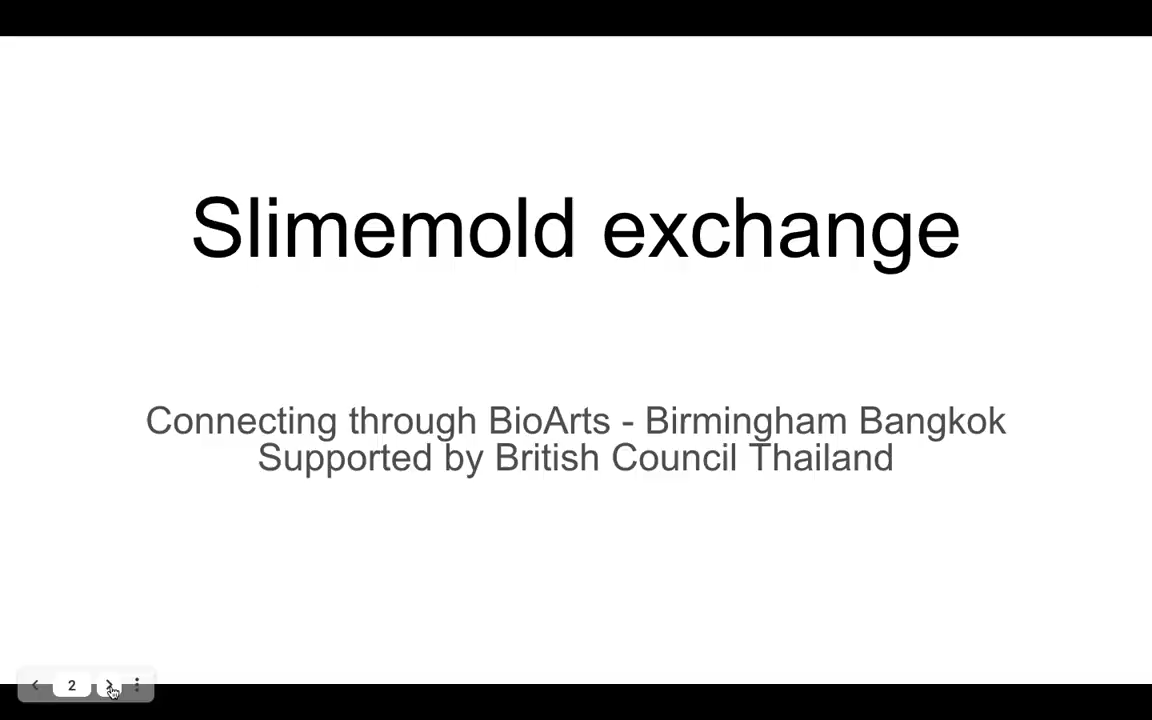 Slimemold exchange
Connecting through BioArts - Birmingham Bangkok
Supported by British Council Thailand
2